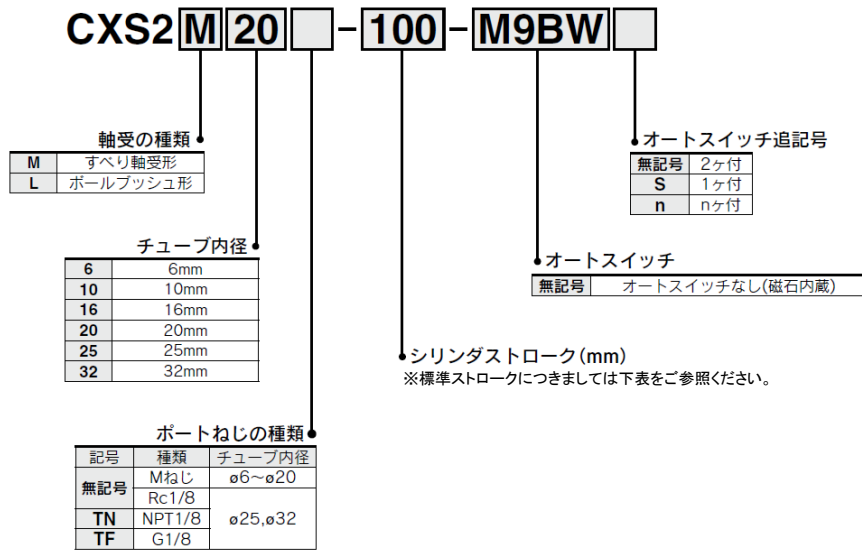 CXS2 M 20 - 100 - M9BW
軸受の種類
M すべり軸受形
L ボールブッシュ形
チューブ内径
6 6mm
10 10mm
16 16mm
20 20mm
25 25mm
32 32mm
ポートねじの種類
記号 種類 チューブ内径
無記号 Mねじ ø6~ø20
Rc1/8
TN NPT1/8 ø25,ø32
TF G1/8
シリンダストローク(mm)
※標準ストロークにつきましては下表をご参照ください。
オートスイッチ
無記号 オートスイッチなし(磁石内蔵)
オートスイッチ追記号
無記号 2ヶ付
S 1ヶ付
n nヶ付